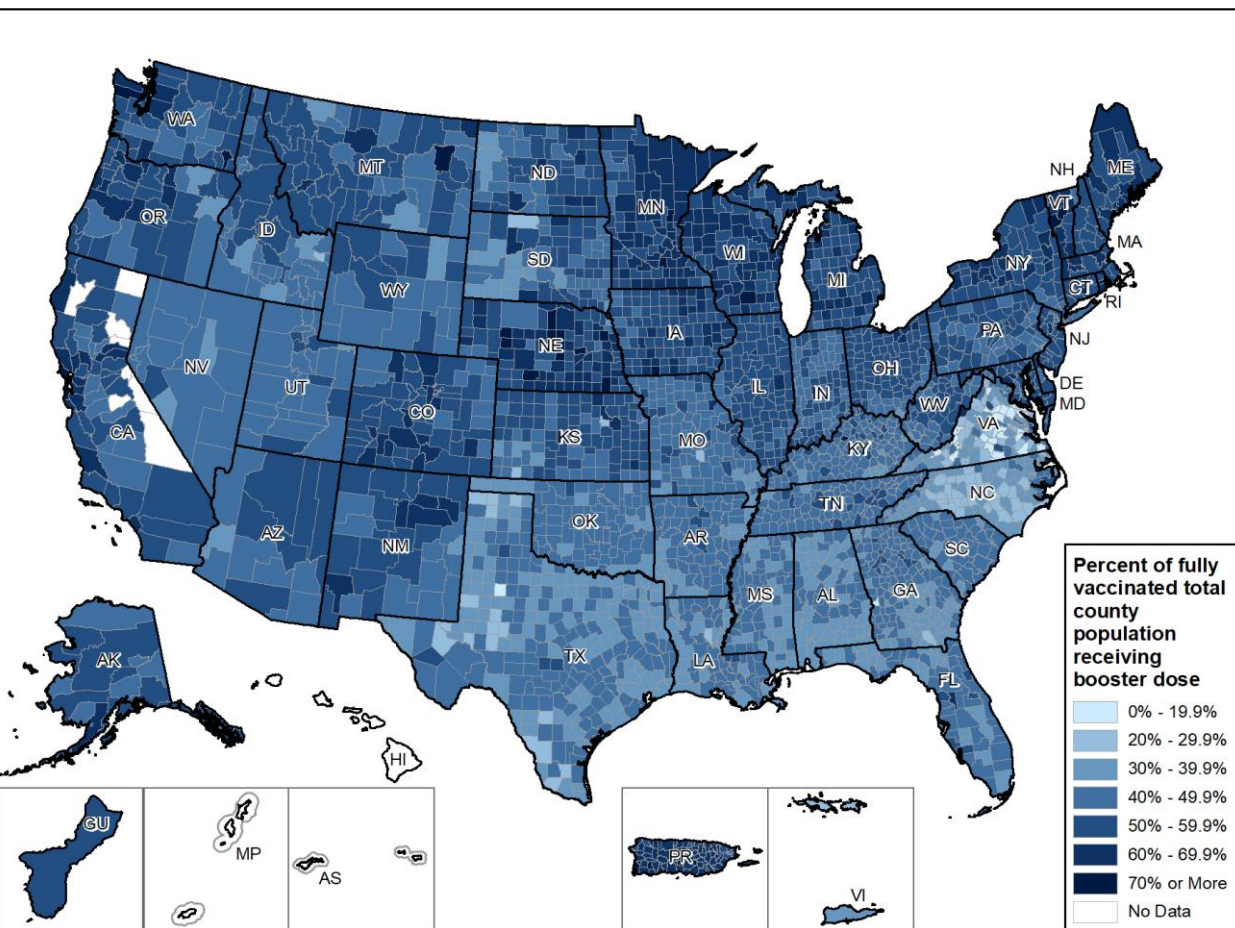 WA
MT
ND
MN
OR
ID
SD
WY
WI
MI
NH
VT
ME
NY
MA
CT
RI
NV
UT
CO
NE
IA
IL
IN
OH
PA
NJ
DE
MD
CA
KS
MO
KY
WV
VA
AZ
NM
OK
AR
TN
NC
SC
MS
AL
GA
TX
LA
FL
AK
HI
GU
MP
AS
PR
VI
Percent of fully
vaccinated total
county
population
receiving
booster dose
0% - 19.9%
20% - 29.9%
30% - 39.9%
40% - 49.9%
50% - 59.9%
60% - 69.9%
70% or More
No Data